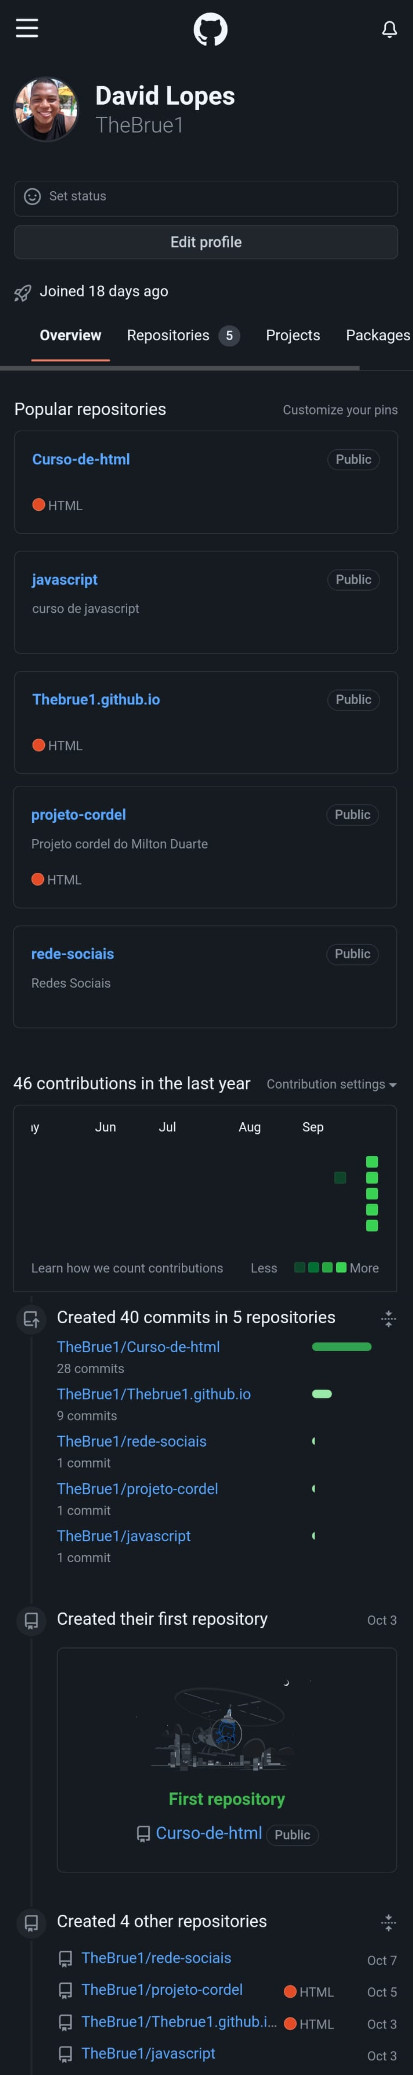 David Lopes
TheBrue1
Set status
Edit profile
Joined 18 days ago
Overview Repositories 5 Projects Packages
Popular repositories Customize your pins
Curso-de-html Public
HTML
javascript Public
curso de javascript
Thebrue1.github.io Public
HTML
projeto-cordel Public
Projeto cordel do Milton Duarte
HTML
rede-sociais Public
Redes Sociais
46 contributions in the last year Contribution settings
ay Jun Jul Aug Sep
Learn how we count contributions Less More
Created 40 commits in 5 repositories
TheBrue1/Curso-de-html
28 commits
TheBrue1/Thebrue1.github.io
9 commits
TheBrue1/rede-sociais
1 commit
TheBrue1/projeto-cordel
1 commit
TheBrue1/javascript
1 commit
Created their first repository Oct 3
First repository
Curso-de-html Public
Created 4 other repositories
TheBrue1/rede-sociais Oct 7
TheBrue1/projeto-cordel HTML Oct 5
TheBrue1/Thebrue1.github.i... HTML Oct 3
TheBrue1/javascript Oct 3